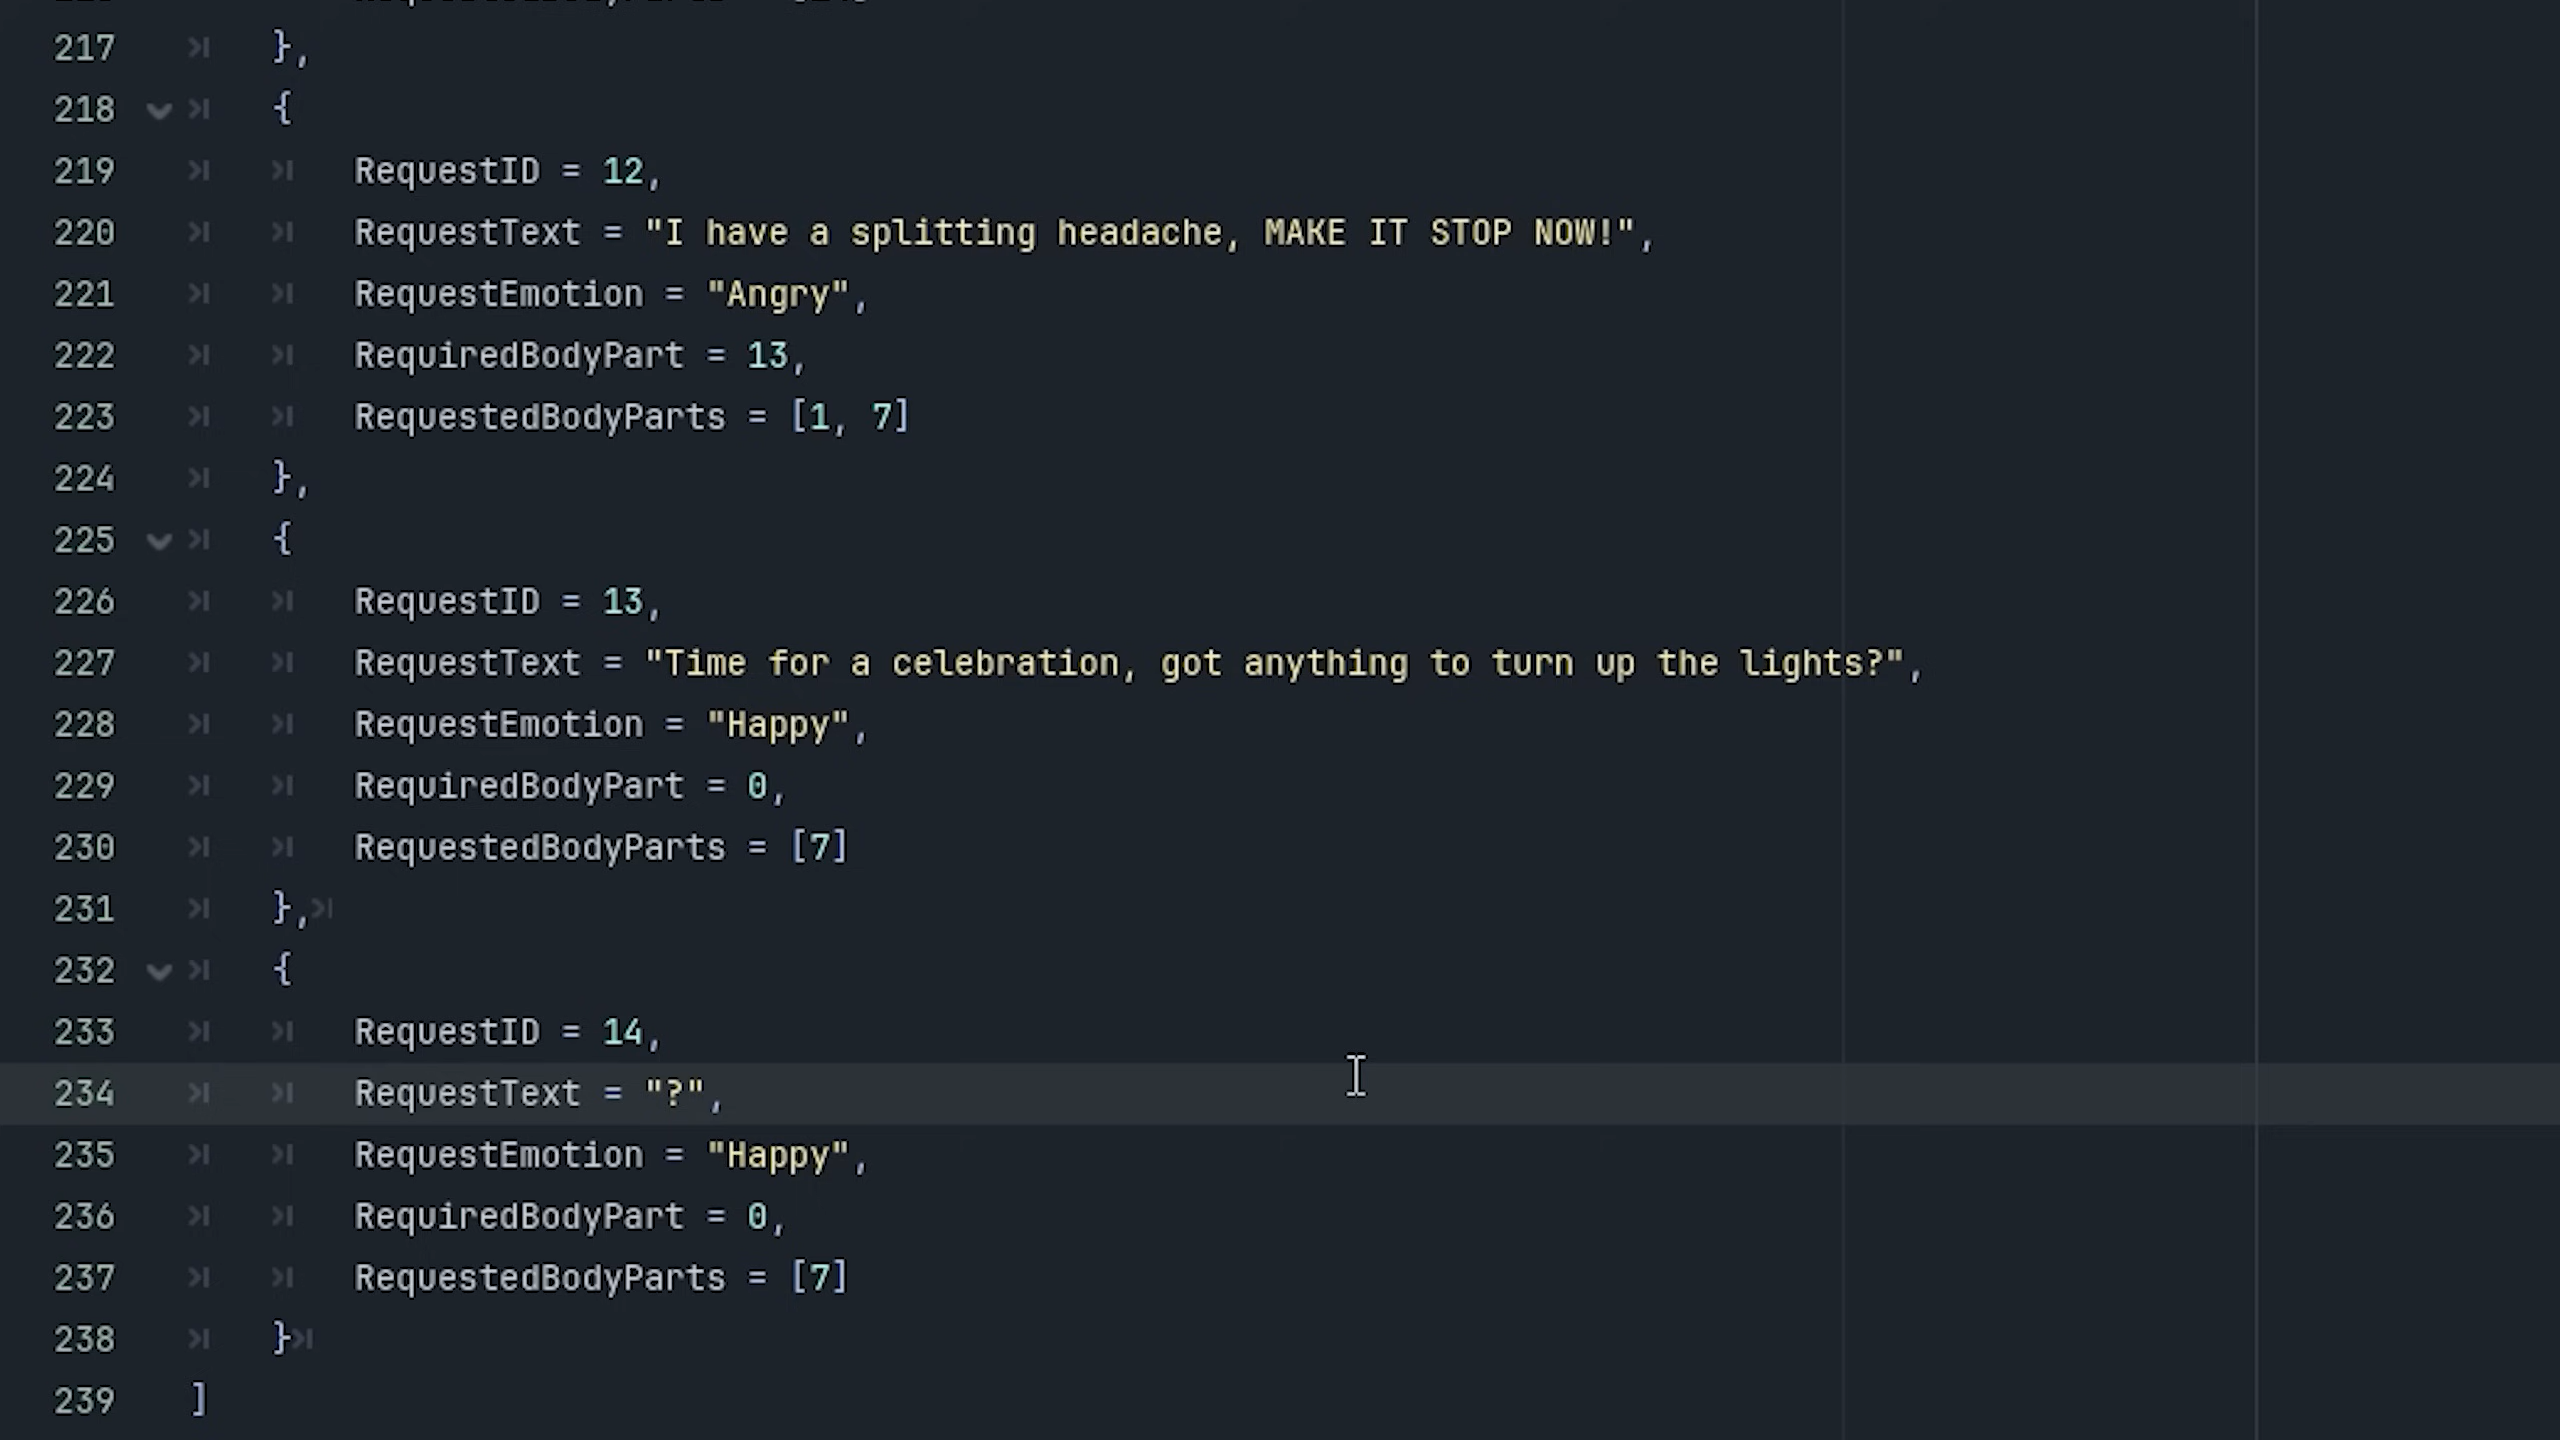 217 },
218 {
219 RequestID = 12,
220 RequestText = "I have a splitting headache, MAKE IT STOP NOW!",
221 RequestEmotion = "Angry",
222 RequiredBodyPart = 13,
223 RequestedBodyParts = [1, 7]
224 },
225 {
226 RequestID = 13,
227 RequestText = "Time for a celebration, got anything to turn up the lights?",
228 RequestEmotion = "Happy",
229 RequiredBodyPart = 0,
230 RequestedBodyParts = [7]
231 },
232 {
233 RequestID = 14,
234 RequestText = "?",
235 RequestEmotion = "Happy",
236 RequiredBodyPart = 0,
237 RequestedBodyParts = [7]
238 }
239 ]